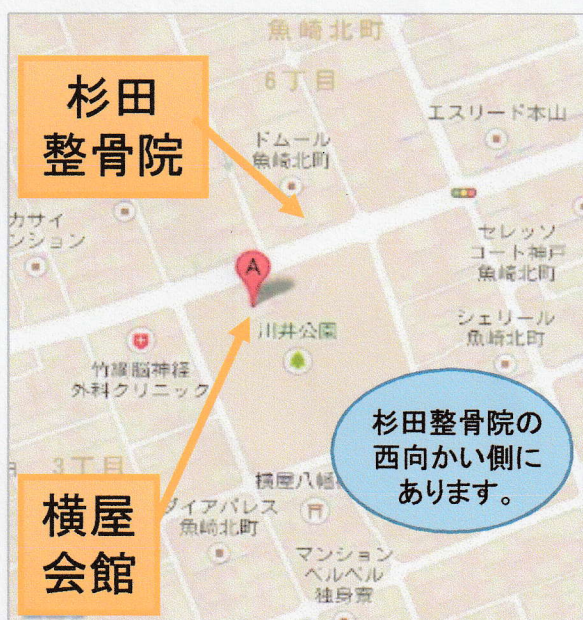 魚崎北町
6丁目
杉田
整骨院
エスリード本山
ドムール
魚崎北町
カサイ
ンション
セレッソ
コート神戸
魚崎北町
A
川井公園
シェリール
魚崎北町
竹綱脳神経
外科クリニック
杉田整骨院の
西向かい側に
あります。
3丁目
横屋八幡
横屋
会館
ダイアパレス
魚崎北町
マンション
ベルベル
独身寮